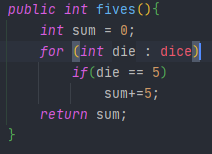 public int fives(){
    int sum = 0;
    for (int die : dice)
        if(die == 5)
            sum+=5;
    return sum;
}